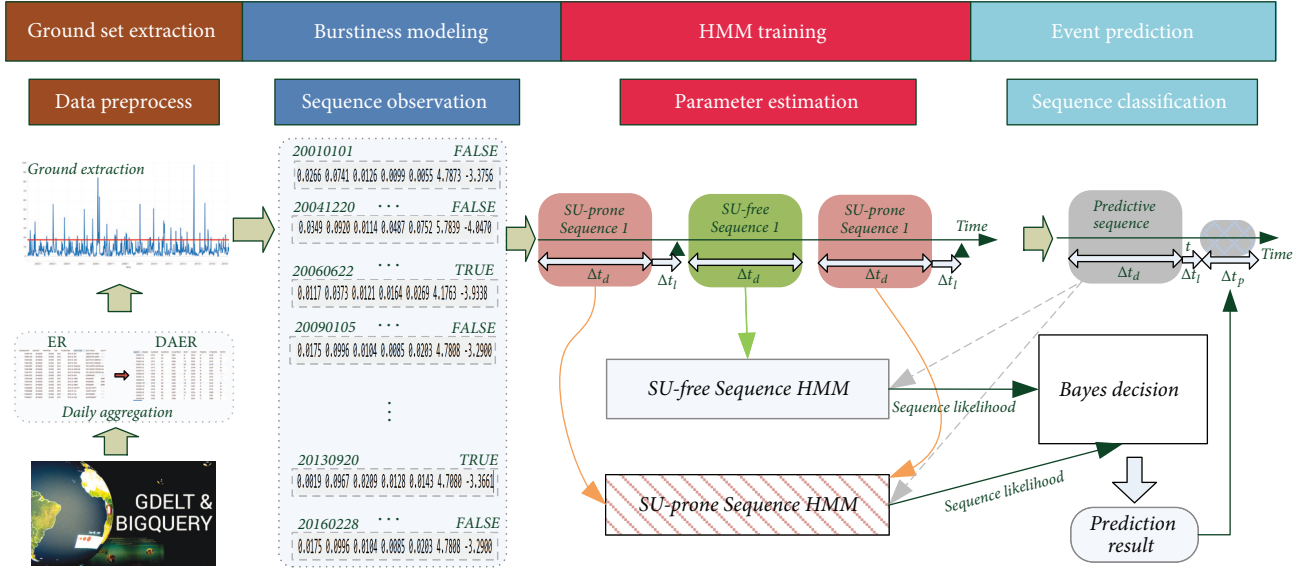 Ground set extraction
Burstiness modeling
HMM training
Event prediction
Data preprocess
Sequence observation
Parameter estimation
Sequence classification
Ground extraction
ER
DAER
Daily aggregation
GDELT &
BIGQUERY
20010101 FALSE
0.0266 0.0741 0.0126 0.0099 0.0055 4.7873 -3.3756
...
20041220 FALSE
0.0349 0.0920 0.0114 0.0487 0.0752 5.7839 -4.0470
...
20060622 TRUE
0.0117 0.0373 0.0121 0.0164 0.0269 4.1763 -3.9338
...
20090105 FALSE
0.0175 0.0996 0.0104 0.0085 0.0203 4.7808 -3.2900
...
20130920 TRUE
0.0019 0.0967 0.0209 0.0128 0.0143 4.7080 -3.3661
...
20160228 FALSE
0.0175 0.0996 0.0104 0.0085 0.0203 4.7808 -3.2900
SU-prone
Sequence 1
Δt_d
Δt_l
SU-free
Sequence 1
Δt_d
SU-prone
Sequence 1
Δt_d
Δt_l
Time
SU-free Sequence HMM
SU-prone Sequence HMM
Sequence likelihood
Sequence likelihood
Predictive
sequence
t
Δt_d
Δt_l
Δt_p
Time
Bayes decision
Prediction
result